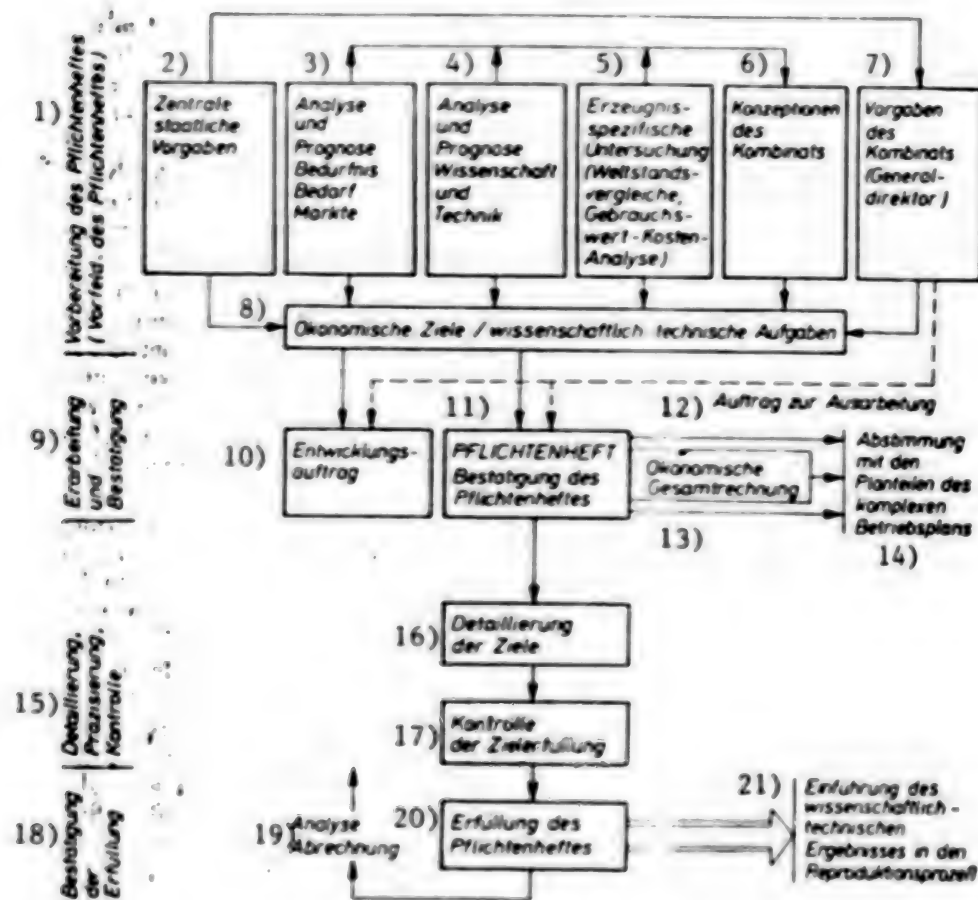 1)
Vorbereitung des Pflichtenheftes
(Vorfeld des Pflichtenheftes)
2)
Zentrale
staatliche
Vorgaben
3)
Analyse
und
Prognose
Bedürfnis
Bedarf
Märkte
4)
Analyse
und
Prognose
Wissenschaft
und
Technik
5)
Erzeugnis-
spezifische
Untersuchung
(Weltstands-
vergleiche,
Gebrauchs-
wert-Kosten-
Analyse)
6)
Konzeptionen
des
Kombinats
7)
Vorgaben
des
Kombinats
(General-
direktor)
8)
Ökonomische Ziele / wissenschaftlich technische Aufgaben
9)
Erarbeitung
und
Bestätigung
10)
Entwicklungs-
auftrag
11)
PFLICHTENHEFT
Bestätigung des
Pflichtenheftes
12)
Auftrag zur Ausarbeitung
Ökonomische
Gesamtrechnung
13)
Abstimmung
mit den
Planteilen des
komplexen
Betriebsplans
14)
15)
Detaillierung,
Präzisierung,
Kontrolle
16)
Detaillierung
der Ziele
17)
Kontrolle
der Zielerfüllung
18)
Bestätigung
der
Erfüllung
19)
Analyse
Abrechnung
20)
Erfüllung des
Pflichtenheftes
21)
Einführung des
wissenschaftlich-
technischen
Ergebnisses in den
Reproduktionsprozeß